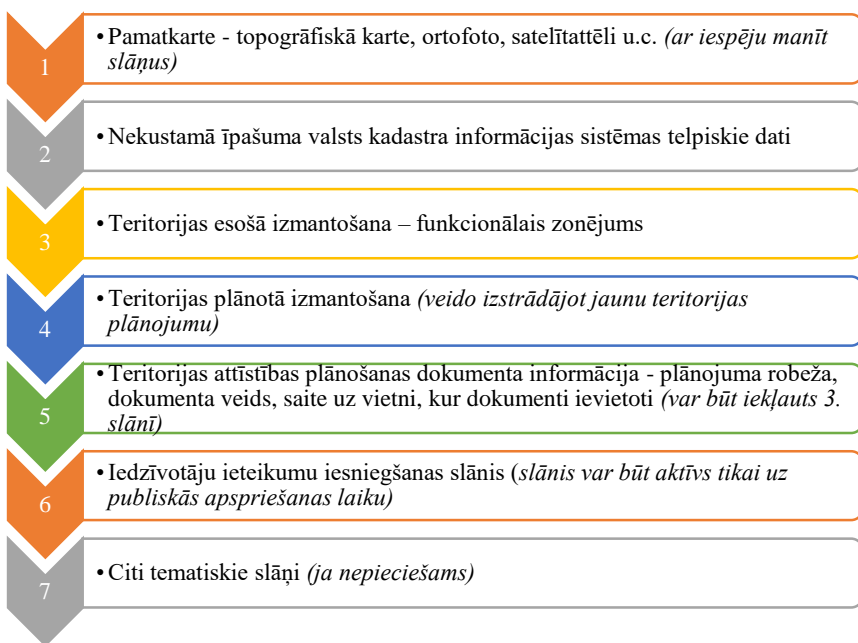 1
• Pamatkarte - topogrāfiskā karte, ortofoto, satelītattēli u.c. (ar iespēju manīt
slāņus)
2
• Nekustamā īpašuma valsts kadastra informācijas sistēmas telpiskie dati
3
• Teritorijas esošā izmantošana – funkcionālais zonējums
4
• Teritorijas plānotā izmantošana (veido izstrādājot jaunu teritorijas
plānojumu)
5
• Teritorijas attīstības plānošanas dokumenta informācija - plānojuma robeža,
dokumenta veids, saite uz vietni, kur dokumenti ievietoti (var būt iekļauts 3.
slānī)
6
• Iedzīvotāju ieteikumu iesniegšanas slānis (slānis var būt aktīvs tikai uz
publiskās apspriešanas laiku)
7
• Citi tematiskie slāņi (ja nepieciešams)